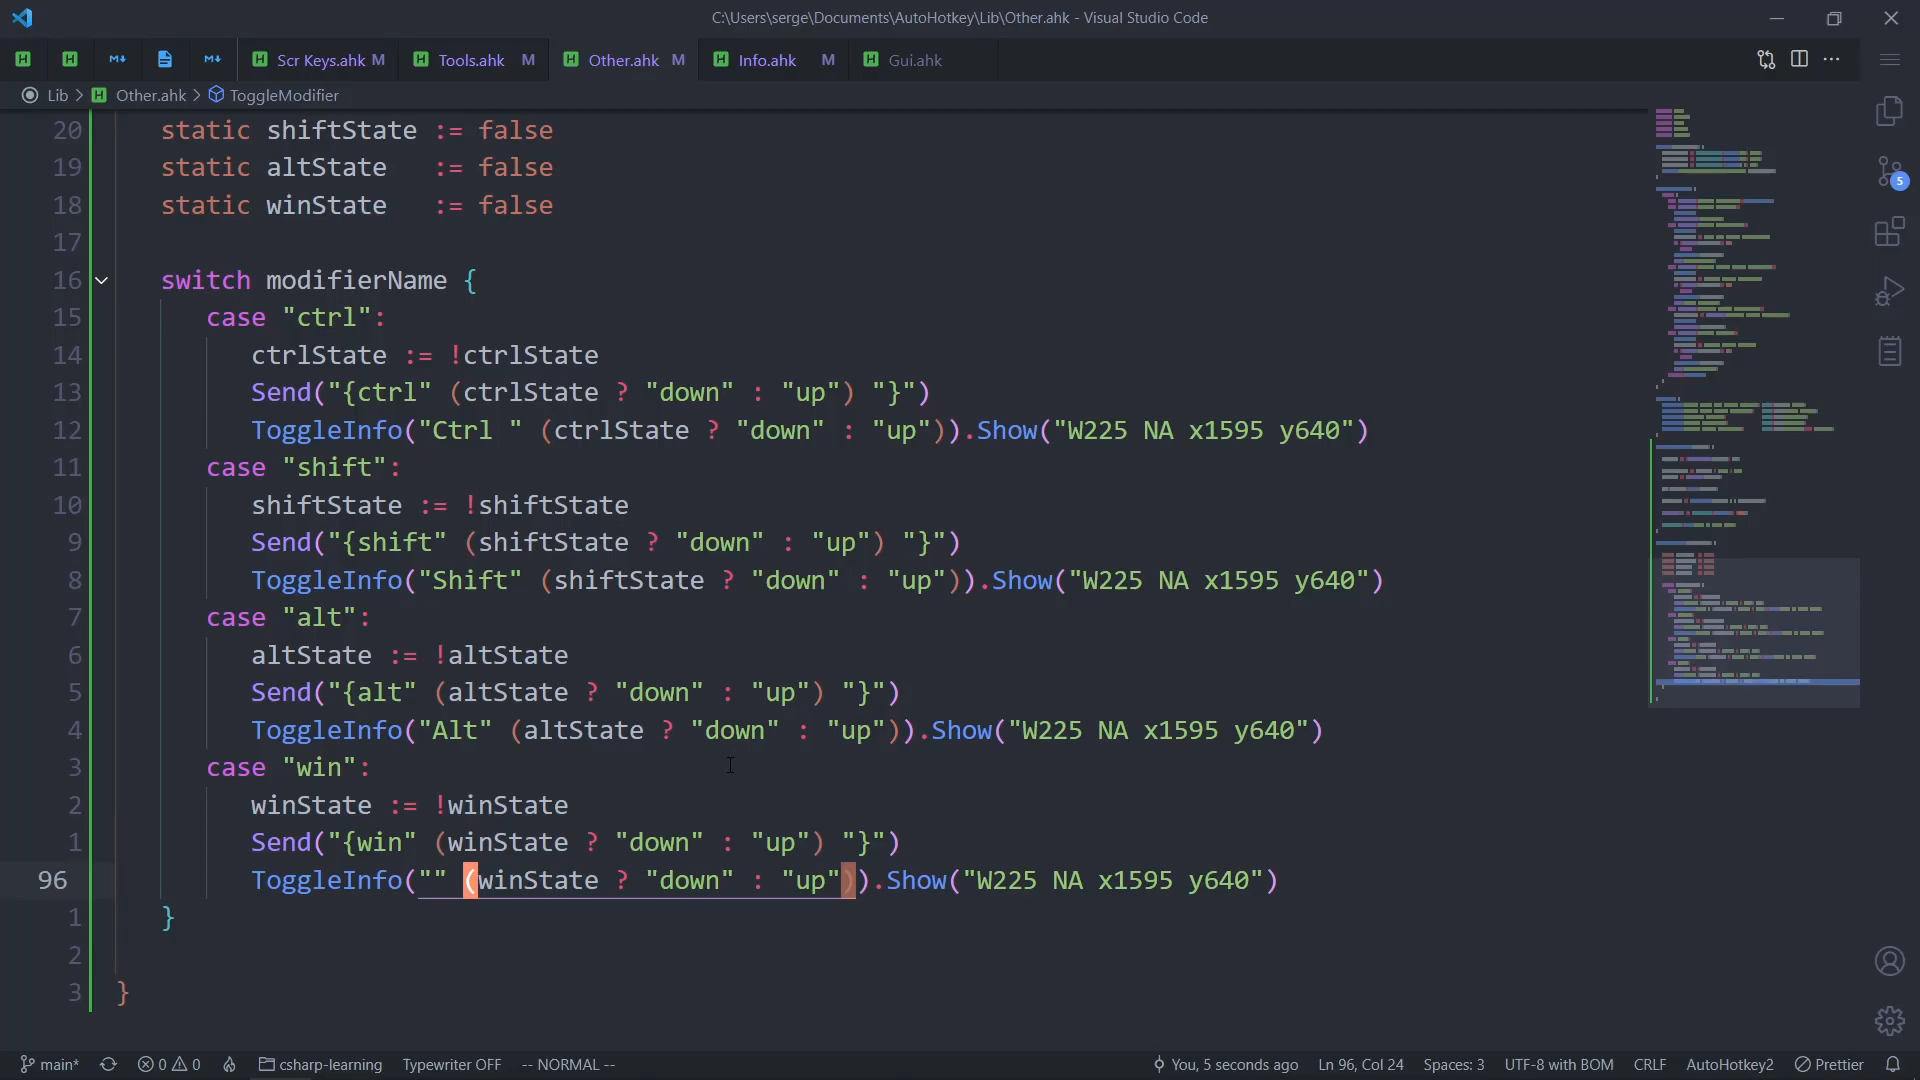 C:\Users\serge\Documents\AutoHotkey\Lib\Other.ahk - Visual Studio Code
Scr Keys.ahk M
Tools.ahk M
Other.ahk M
Info.ahk M
Gui.ahk
Lib > Other.ahk > ToggleModifier
20 static shiftState := false
19 static altState := false
18 static winState := false
17
16 switch modifierName {
15 case "ctrl":
14 ctrlState := !ctrlState
13 Send("{ctrl" (ctrlState ? "down" : "up") "}")
12 ToggleInfo("Ctrl " (ctrlState ? "down" : "up")).Show("W225 NA x1595 y640")
11 case "shift":
10 shiftState := !shiftState
9 Send("{shift" (shiftState ? "down" : "up") "}")
8 ToggleInfo("Shift" (shiftState ? "down" : "up")).Show("W225 NA x1595 y640")
7 case "alt":
6 altState := !altState
5 Send("{alt" (altState ? "down" : "up") "}")
4 ToggleInfo("Alt" (altState ? "down" : "up")).Show("W225 NA x1595 y640")
3 case "win":
2 winState := !winState
1 Send("{win" (winState ? "down" : "up") "}")
96 ToggleInfo("" (winState ? "down" : "up")).Show("W225 NA x1595 y640")
1 }
2
3 }
5
main* 0 0 csharp-learning Typewriter OFF -- NORMAL -- You, 5 seconds ago Ln 96, Col 24 Spaces: 3 UTF-8 with BOM CRLF AutoHotkey2 Prettier